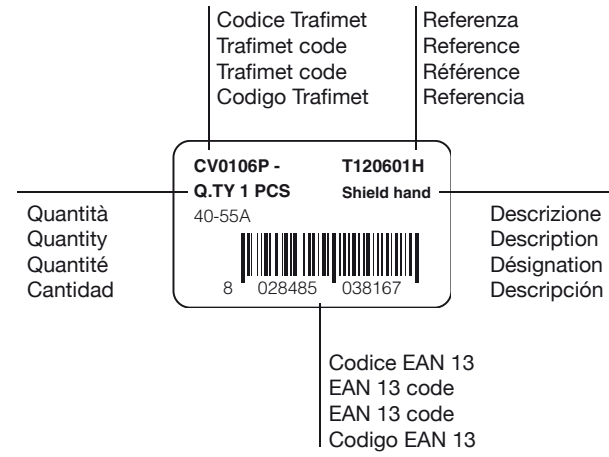 Codice Trafimet
Trafimet code
Trafimet code
Codigo Trafimet
Referenza
Reference
Référence
Referencia
CV0106P - T120601H
Q.TY 1 PCS Shield hand
40-55A
8 028485 038167
Quantità
Quantity
Quantité
Cantidad
Descrizione
Description
Désignation
Descripción
Codice EAN 13
EAN 13 code
EAN 13 code
Codigo EAN 13